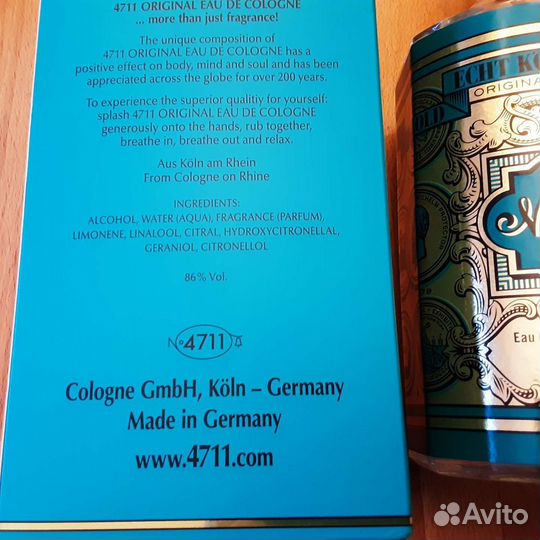 4711 ORIGINAL EAU DE COLOGNE
... more than just fragrance!
The unique composition of
4711 ORIGINAL EAU DE COLOGNE has a
positive effect on body, mind and soul and has been
appreciated across the globe for over 200 years.
To experience the superior qualitiy for yourself:
splash 4711 ORIGINAL EAU DE COLOGNE
generously onto the hands, rub together,
breathe in, breathe out and relax.
Aus Köln am Rhein
From Cologne on Rhine
INGREDIENTS:
ALCOHOL, WATER (AQUA), FRAGRANCE (PARFUM),
LIMONENE, LINALOOL, CITRAL, HYDROXYCITRONELLAL,
GERANIOL, CITRONELLOL
86% Vol.
No 4711
Cologne GmbH, Köln – Germany
Made in Germany
www.4711.com
ECHT
ORIGINA
OLD
Eau
Avito